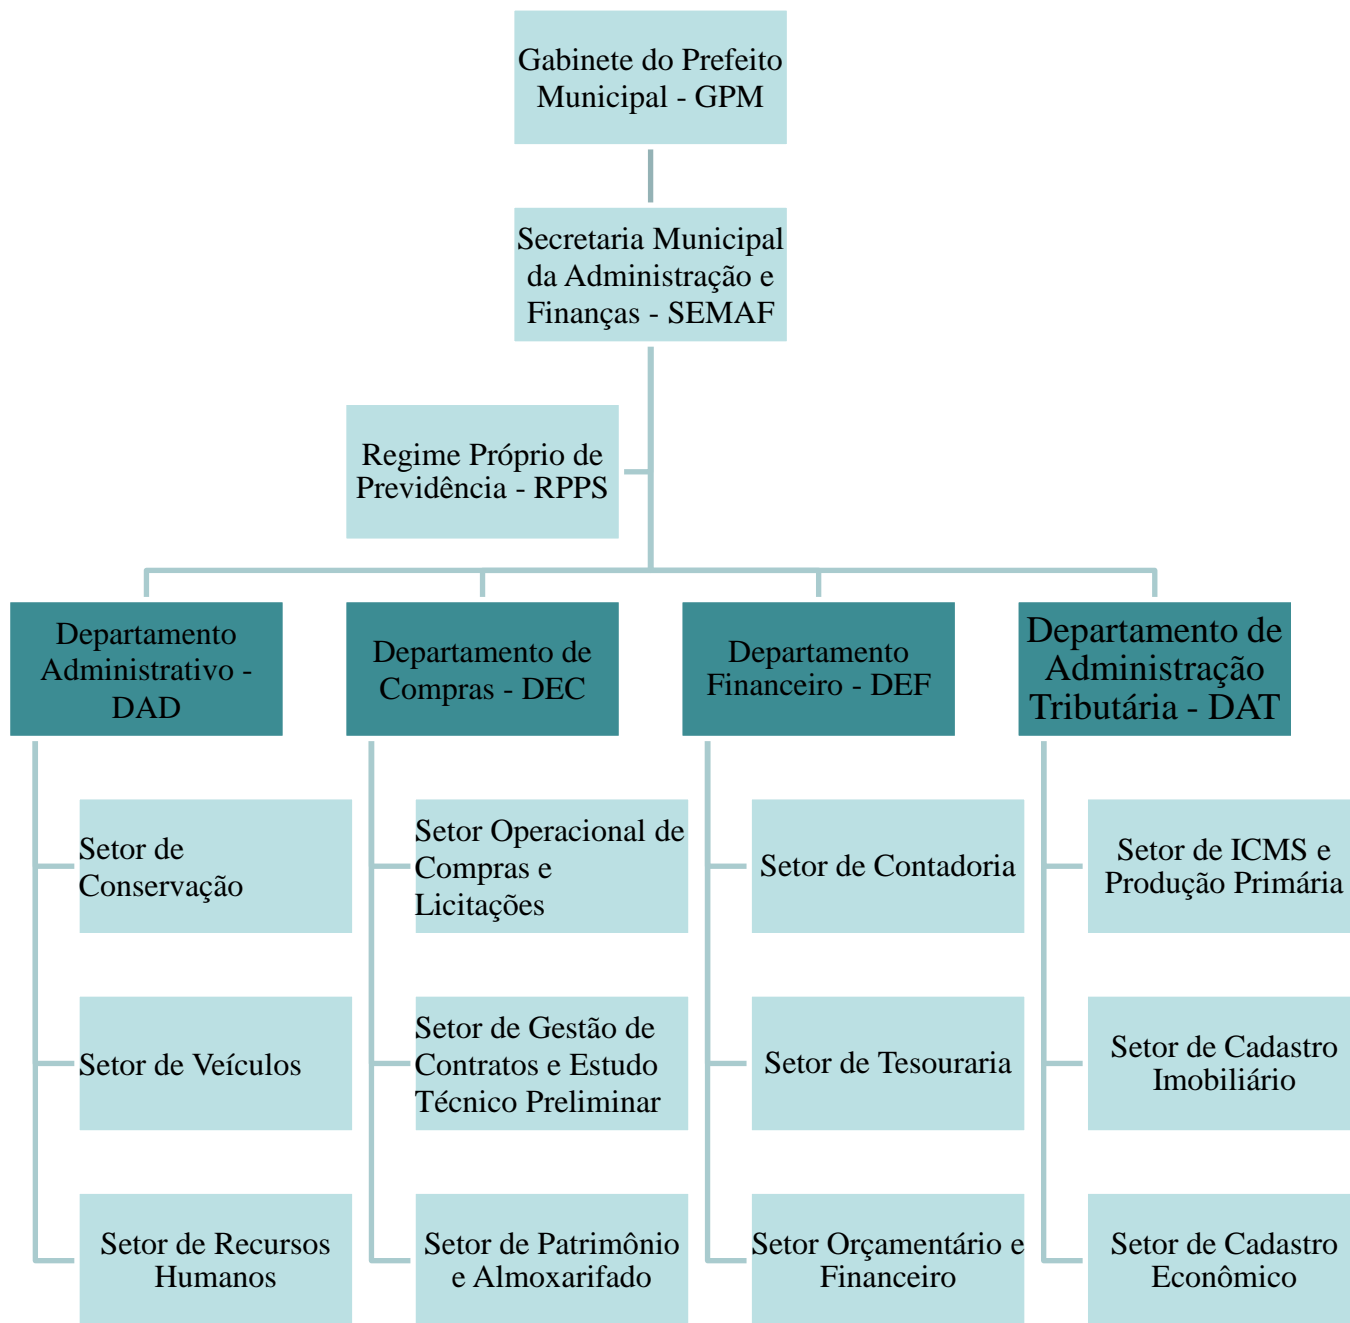 Gabinete do Prefeito
Municipal - GPM
Secretaria Municipal
da Administração e
Finanças - SEMAF
Regime Próprio de
Previdência - RPPS
Departamento
Administrativo -
DAD
Departamento de
Compras - DEC
Departamento
Financeiro - DEF
Departamento de
Administração
Tributária - DAT
Setor de
Conservação
Setor Operacional de
Compras e
Licitações
Setor de Contadoria
Setor de ICMS e
Produção Primária
Setor de Veículos
Setor de Gestão de
Contratos e Estudo
Técnico Preliminar
Setor de Tesouraria
Setor de Cadastro
Imobiliário
Setor de Recursos
Humanos
Setor de Patrimônio
e Almoxarifado
Setor Orçamentário e
Financeiro
Setor de Cadastro
Econômico